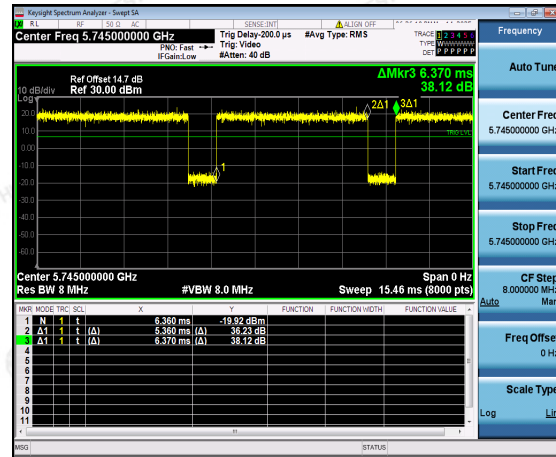 Keysight Spectrum Analyzer - Swept SA
RL RF 50 Ω AC SENSE:INT ALIGN OFF
Center Freq 5.745000000 GHz
PNO: Fast
IFGain:Low
Trig Delay-200.0 µs
Trig: Video
#Atten: 40 dB
#Avg Type: RMS
TRACE 1 2 3 4 5 6
TYPE
DET P P P P P P
Ref Offset 14.7 dB
10 dB/div Ref 30.00 dBm
Log
ΔMkr3 6.370 ms
38.12 dB
20.0
10.0
0.00
-10.0
-20.0
-30.0
-40.0
-50.0
-60.0
2Δ1
3Δ1
TRIG LVL
1
Center 5.745000000 GHz Span 0 Hz
Res BW 8 MHz #VBW 8.0 MHz Sweep 15.46 ms (8000 pts)
MKR MODE TRC SCL X Y FUNCTION FUNCTION WIDTH FUNCTION VALUE
1 N 1 t 6.360 ms -19.92 dBm
2 Δ1 1 t (Δ) 5.360 ms (Δ) 36.23 dB
3 Δ1 1 t (Δ) 6.370 ms (Δ) 38.12 dB
4
5
6
7
8
9
10
11
MSG STATUS
Frequency
Auto Tune
Center Freq
5.745000000 GHz
Start Freq
5.745000000 GHz
Stop Freq
5.745000000 GHz
CF Step
8.000000 MHz
Auto Man
Freq Offset
0 Hz
Scale Type
Log Lin